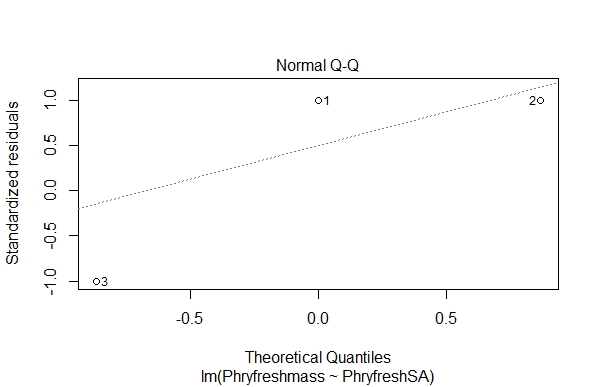 Normal Q-Q
Standardized residuals
1.0
0.5
0.0
-0.5
-1.0
1
2
3
-0.5
0.0
0.5
Theoretical Quantiles
lm(Phryfreshmass ~ PhryfreshSA)